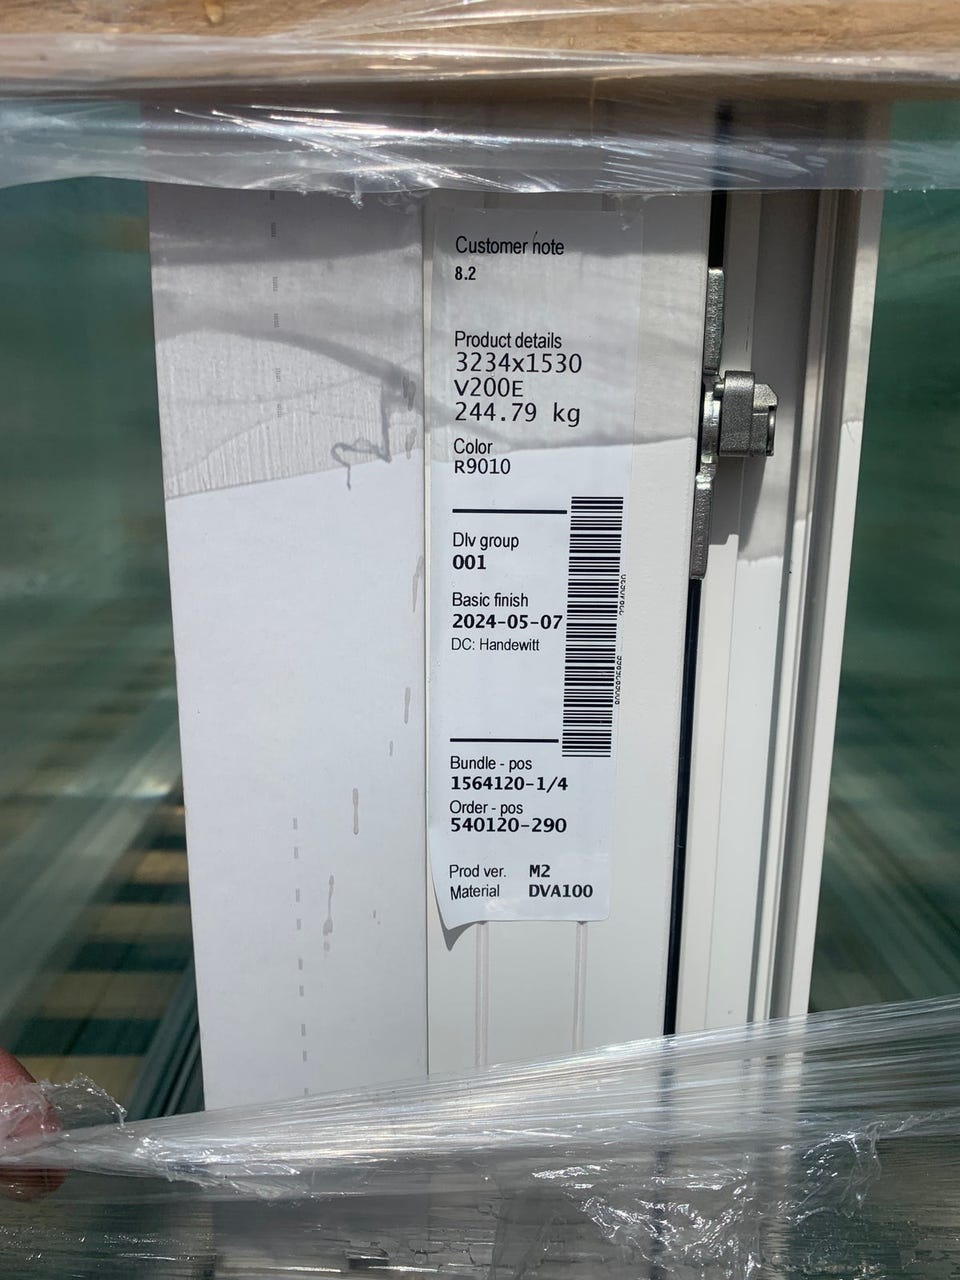 Customer note
8.2
Product details
3234x1530
V200E
244.79 kg
Color
R9010
Dlv group
001
Basic finish
2024-05-07
DC: Handewitt
Bundle - pos
1564120-1/4
Order - pos
540120-290
Prod ver. M2
Material DVA100